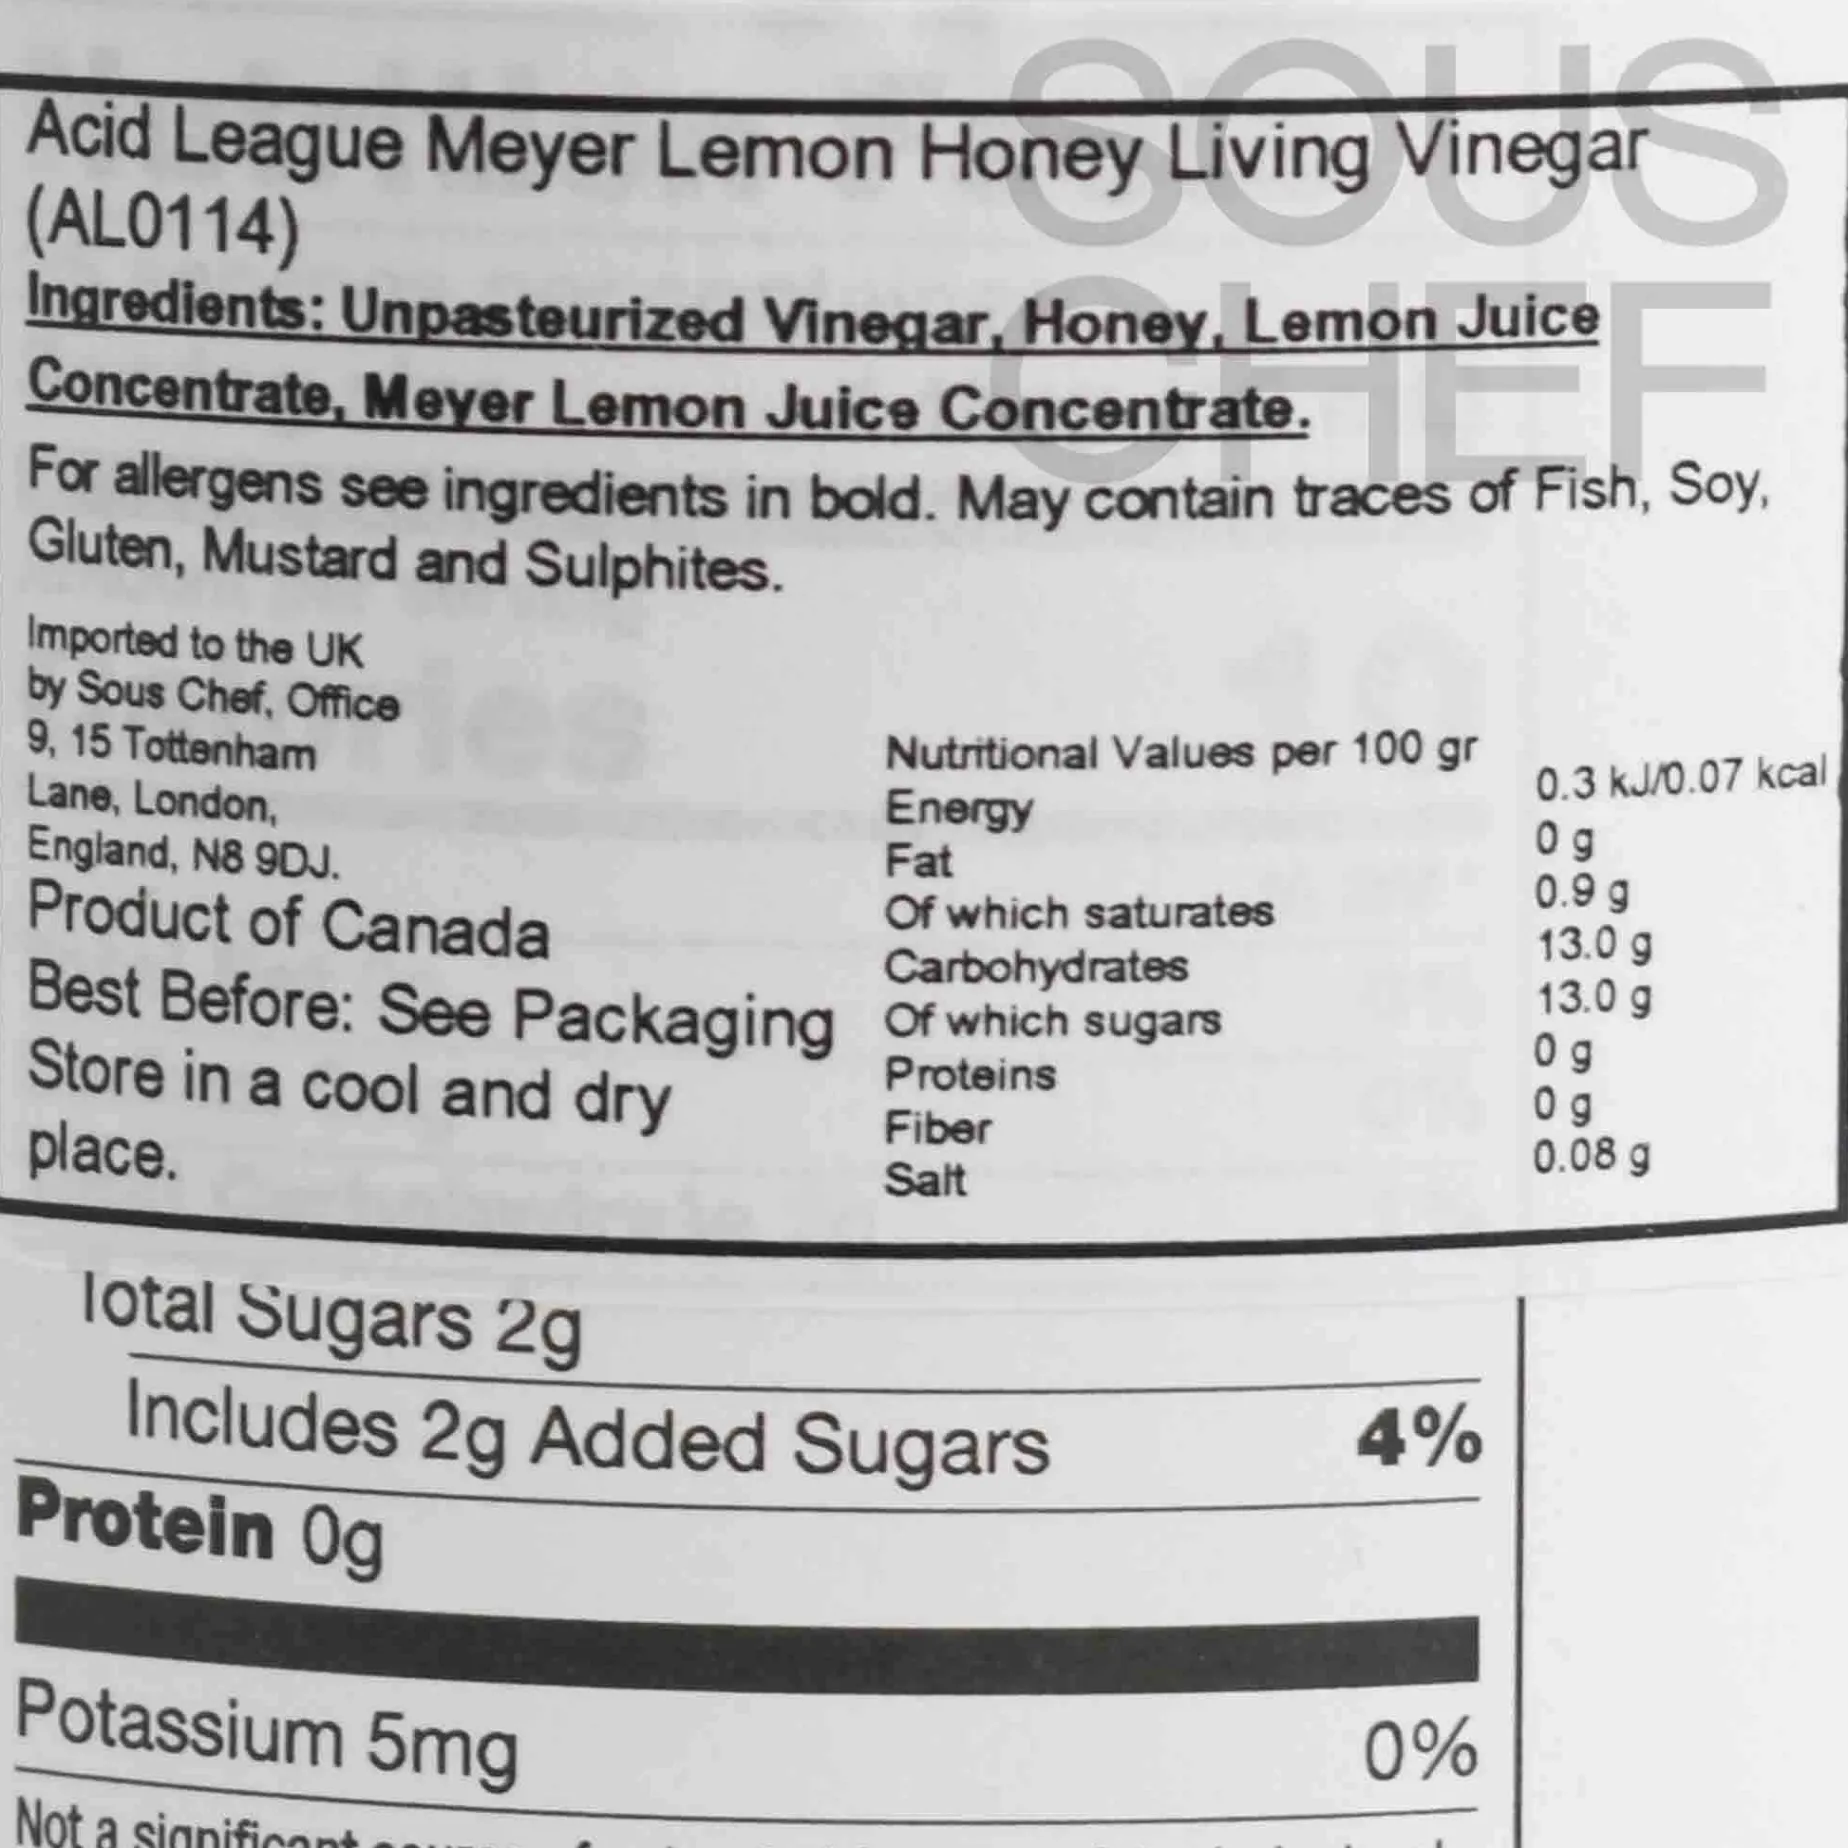 SOUS
CHEF
Acid League Meyer Lemon Honey Living Vinegar
(AL0114)
Ingredients: Unpasteurized Vinegar, Honey, Lemon Juice
Concentrate, Meyer Lemon Juice Concentrate.
For allergens see ingredients in bold. May contain traces of Fish, Soy,
Gluten, Mustard and Sulphites.
Imported to the UK
by Sous Chef, Office
9, 15 Tottenham
Lane, London,
England, N8 9DJ.
Product of Canada
Best Before: See Packaging
Store in a cool and dry
place.
Nutritional Values per 100 gr
Energy 0.3 kJ/0.07 kcal
Fat 0 g
Of which saturates 0.9 g
Carbohydrates 13.0 g
Of which sugars 13.0 g
Proteins 0 g
Fiber 0 g
Salt 0.08 g
Total Sugars 2g
Includes 2g Added Sugars 4%
Protein 0g
Potassium 5mg 0%
Not a significant